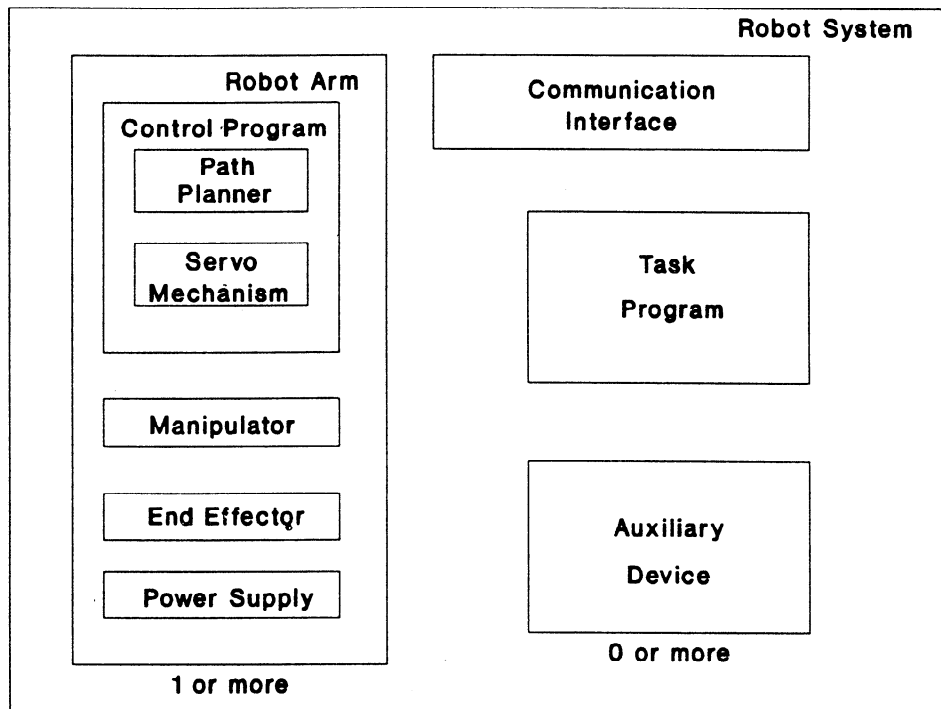 Robot System
Robot Arm
Control Program
Path
Planner
Servo
Mechanism
Manipulator
End Effector
Power Supply
1 or more
Communication
Interface
Task
Program
Auxiliary
Device
0 or more